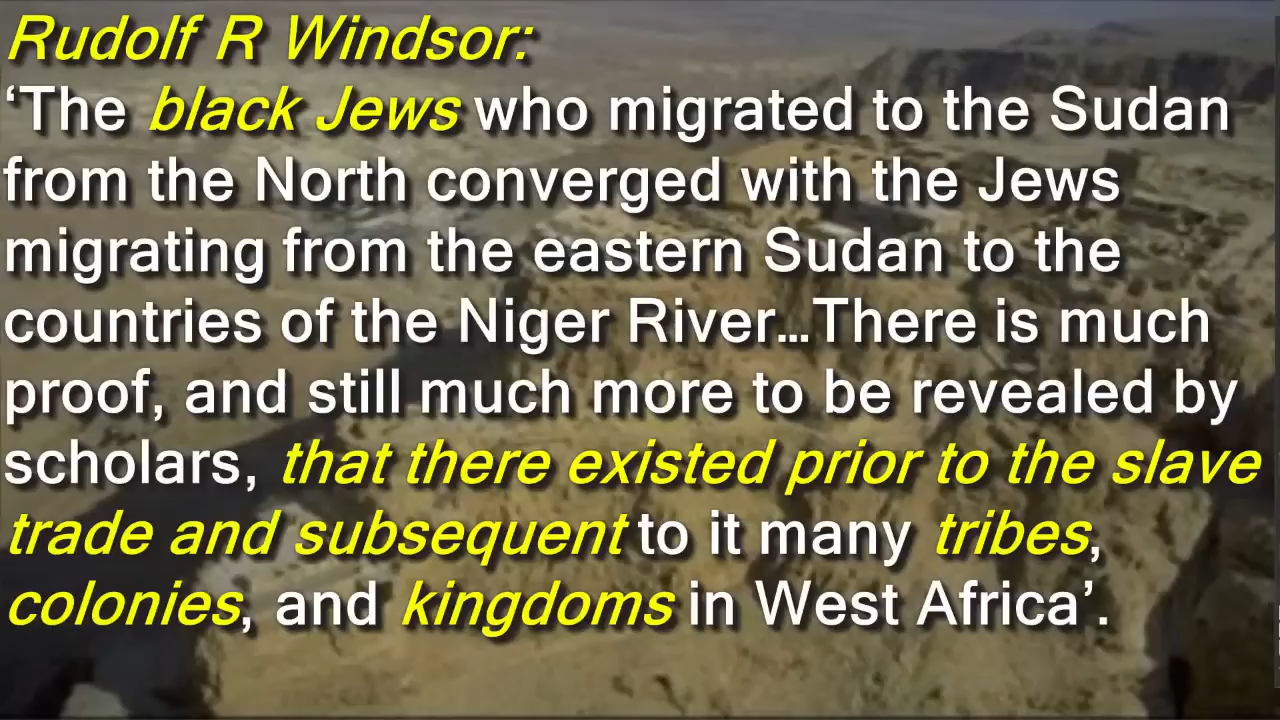 Rudolf R Windsor:
‘The black Jews who migrated to the Sudan
from the North converged with the Jews
migrating from the eastern Sudan to the
countries of the Niger River...There is much
proof, and still much more to be revealed by
scholars, that there existed prior to the slave
trade and subsequent to it many tribes,
colonies, and kingdoms in West Africa’.